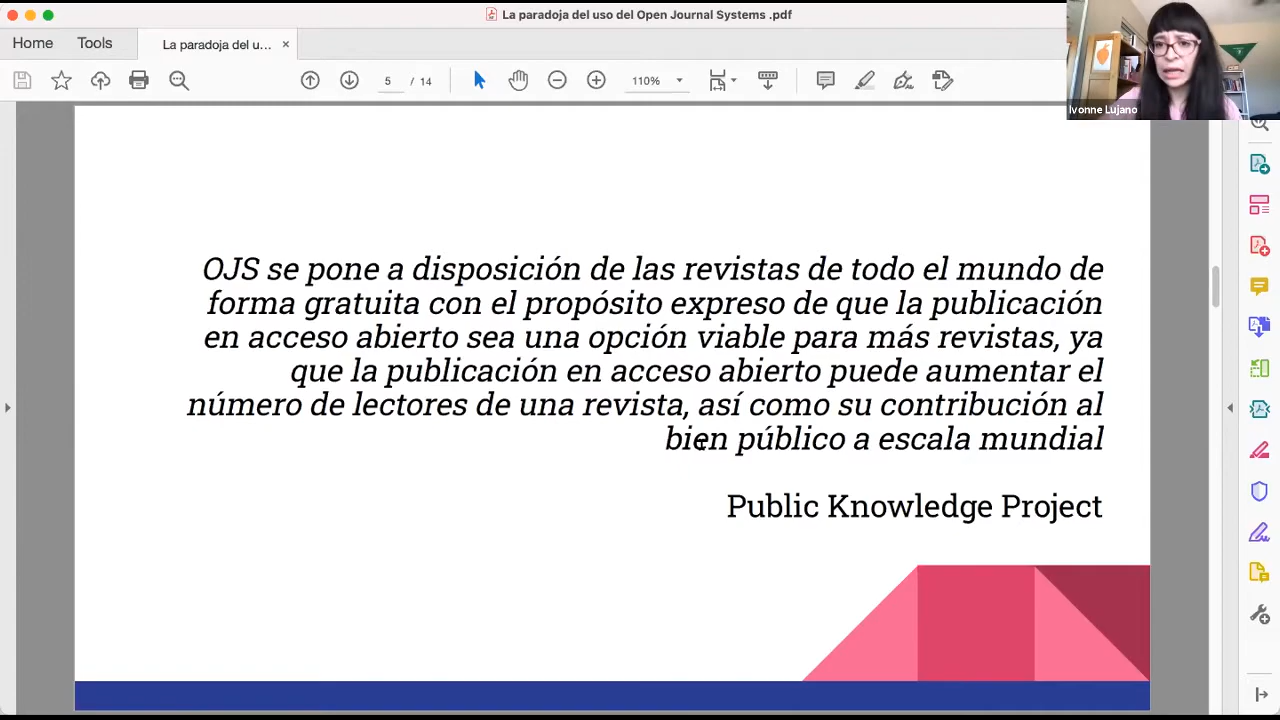 La paradoja del uso del Open Journal Systems .pdf
Home
Tools
La paradoja del u...
5 / 14
110%
Ivonne Lujano
OJS se pone a disposición de las revistas de todo el mundo de
forma gratuita con el propósito expreso de que la publicación
en acceso abierto sea una opción viable para más revistas, ya
que la publicación en acceso abierto puede aumentar el
número de lectores de una revista, así como su contribución al
bien público a escala mundial
Public Knowledge Project